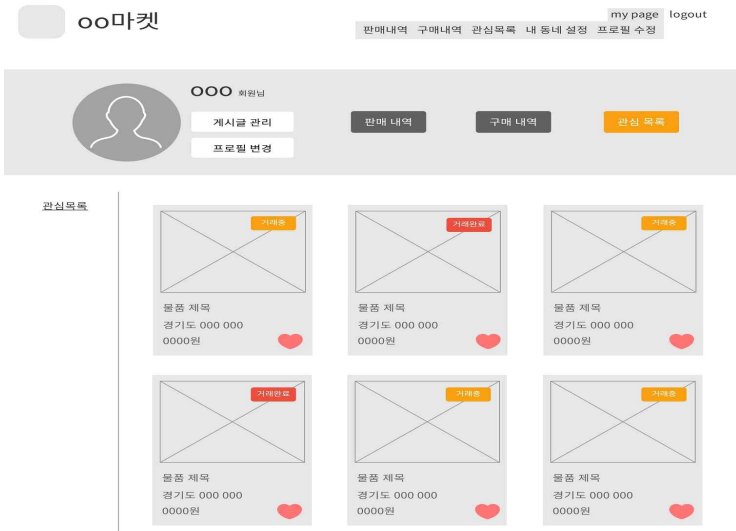 oo마켓
my page logout
판매내역 구매내역 관심목록 내 동네 설정 프로필 수정
OOO 회원님
게시글 관리
프로필 변경
판매 내역
구매 내역
관심 목록
관심목록
거래중
물품 제목
경기도 000 000
0000원
거래완료
물품 제목
경기도 000 000
0000원
거래중
물품 제목
경기도 000 000
0000원
거래완료
물품 제목
경기도 000 000
0000원
거래중
물품 제목
경기도 000 000
0000원
거래중
물품 제목
경기도 000 000
0000원